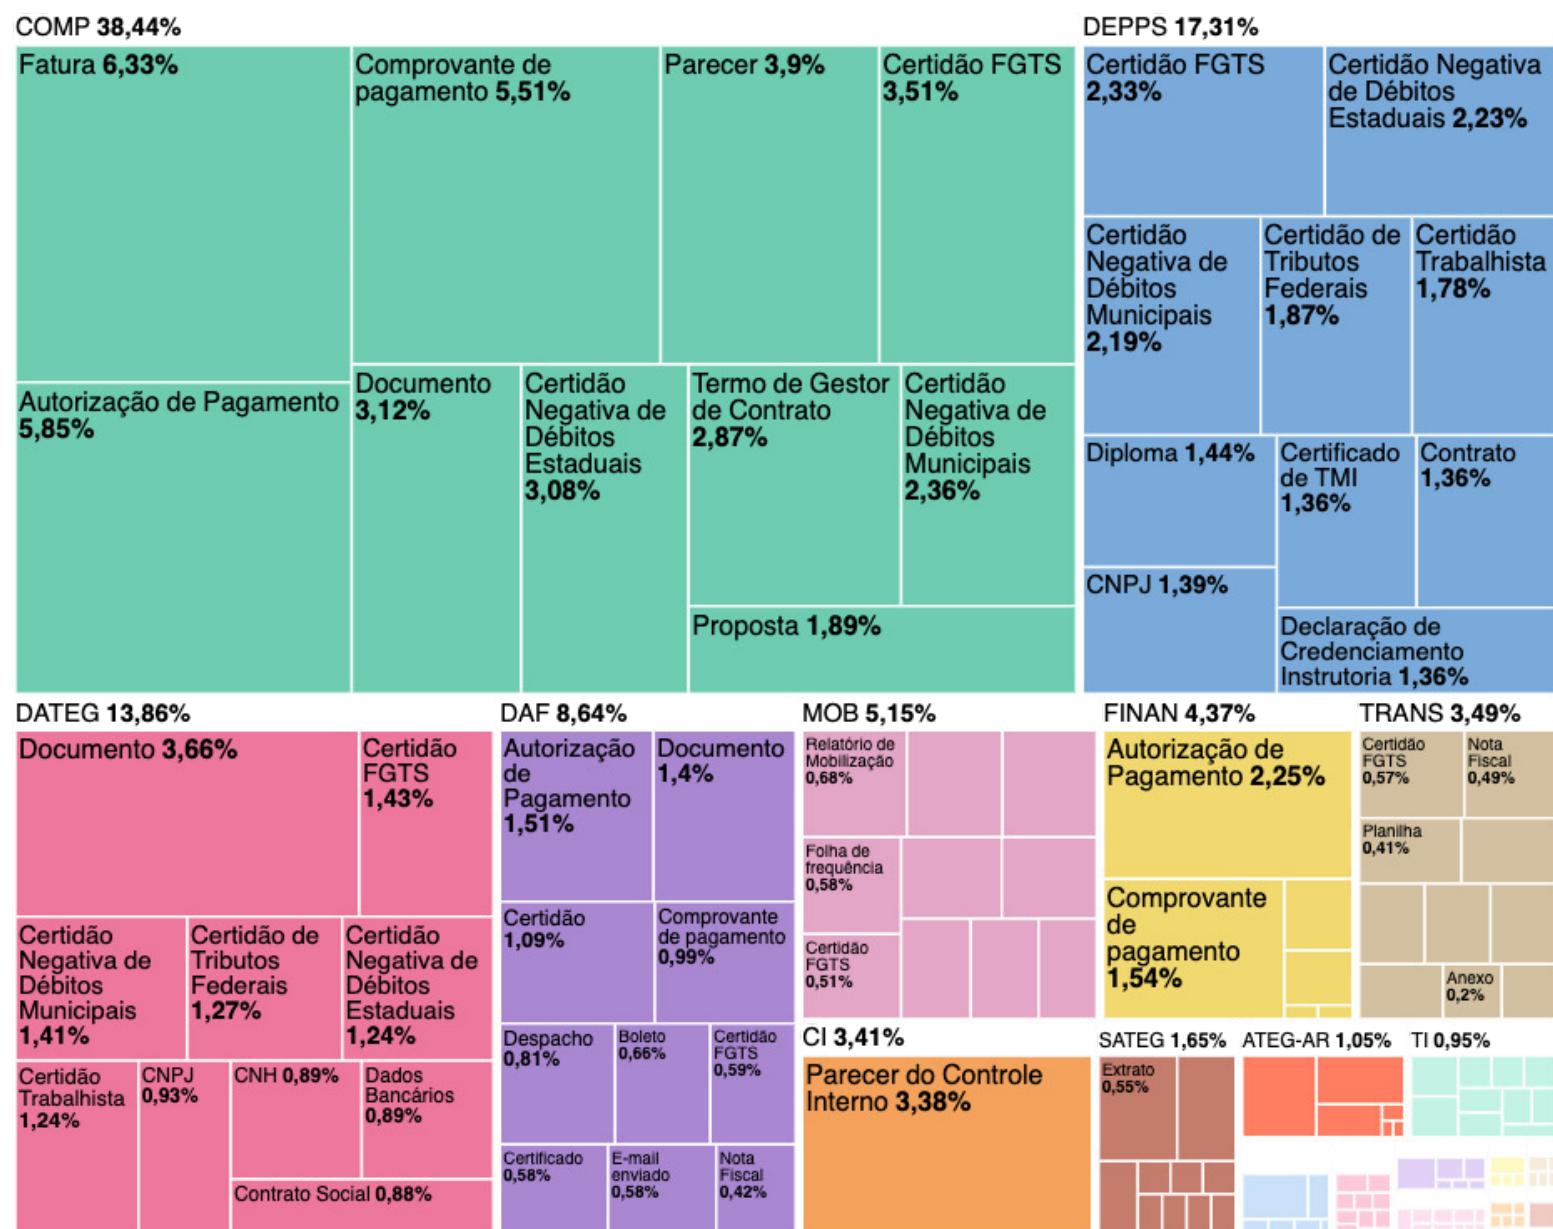 COMP 38,44%
Fatura 6,33%
Comprovante de
pagamento 5,51%
Parecer 3,9%
Certidão FGTS
3,51%
Autorização de Pagamento
5,85%
Documento
3,12%
Certidão
Negativa de
Débitos
Estaduais
3,08%
Termo de Gestor
de Contrato
2,87%
Certidão
Negativa de
Débitos
Municipais
2,36%
Proposta 1,89%
DEPPS 17,31%
Certidão FGTS
2,33%
Certidão Negativa
de Débitos
Estaduais 2,23%
Certidão
Negativa de
Débitos
Municipais
2,19%
Certidão de
Tributos
Federais
1,87%
Certidão
Trabalhista
1,78%
Diploma 1,44%
Certificado
de TMI
1,36%
Contrato
1,36%
CNPJ 1,39%
Declaração de
Credenciamento
Instrutoria 1,36%
DATEG 13,86%
Documento 3,66%
Certidão
FGTS
1,43%
Certidão
Negativa de
Débitos
Municipais
1,41%
Certidão de
Tributos
Federais
1,27%
Certidão
Negativa de
Débitos
Estaduais
1,24%
Certidão
Trabalhista
1,24%
CNPJ
0,93%
CNH 0,89%
Dados
Bancários
0,89%
Contrato Social 0,88%
DAF 8,64%
Autorização
de
Pagamento
1,51%
Documento
1,4%
Certidão
1,09%
Comprovante
de pagamento
0,99%
Despacho
0,81%
Boleto
0,66%
Certidão
FGTS
0,59%
Certificado
0,58%
E-mail
enviado
0,58%
Nota
Fiscal
0,42%
MOB 5,15%
Relatório de
Mobilização
0,68%
Folha de
frequência
0,58%
Certidão
FGTS
0,51%
FINAN 4,37%
Autorização de
Pagamento 2,25%
Comprovante
de
pagamento
1,54%
TRANS 3,49%
Certidão
FGTS
0,57%
Nota
Fiscal
0,49%
Planilha
0,41%
Anexo
0,2%
CI 3,41%
Parecer do Controle
Interno 3,38%
SATEG 1,65%
Extrato
0,55%
ATEG-AR 1,05%
TI 0,95%